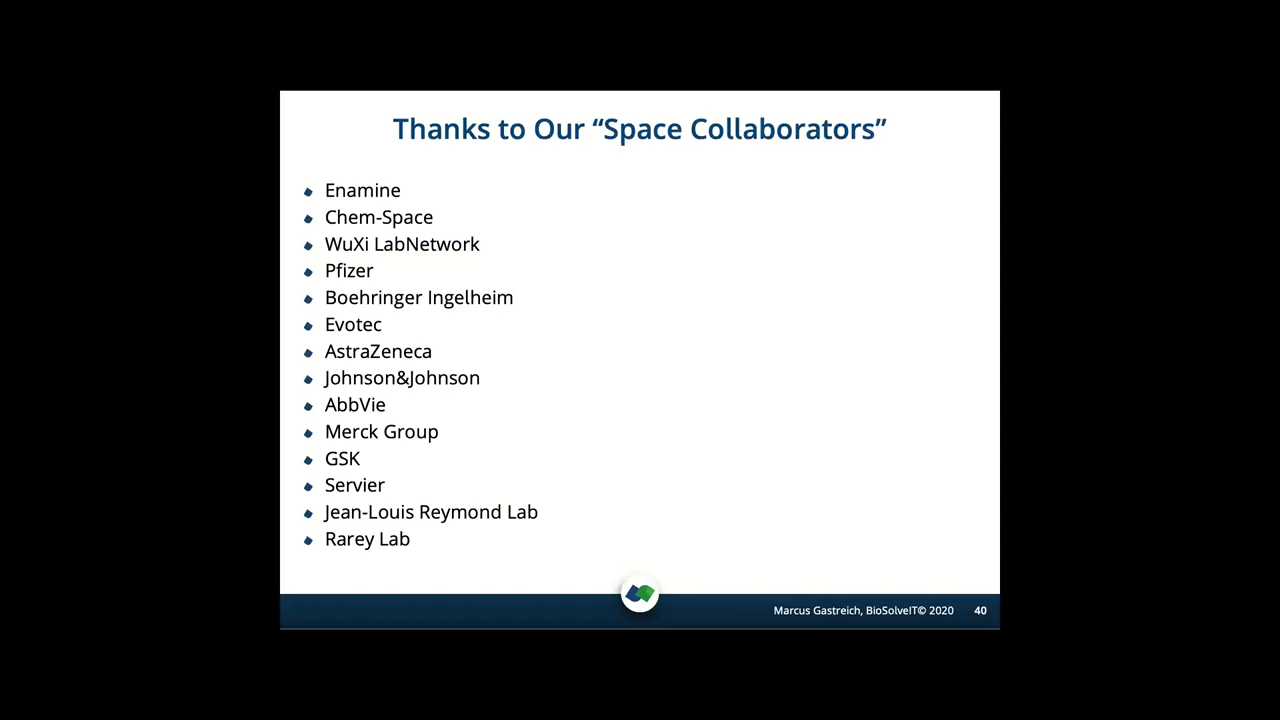 Thanks to Our “Space Collaborators”
Enamine
Chem-Space
WuXi LabNetwork
Pfizer
Boehringer Ingelheim
Evotec
AstraZeneca
Johnson&Johnson
AbbVie
Merck Group
GSK
Servier
Jean-Louis Reymond Lab
Rarey Lab
Marcus Gastreich, BioSolveIT© 2020 40